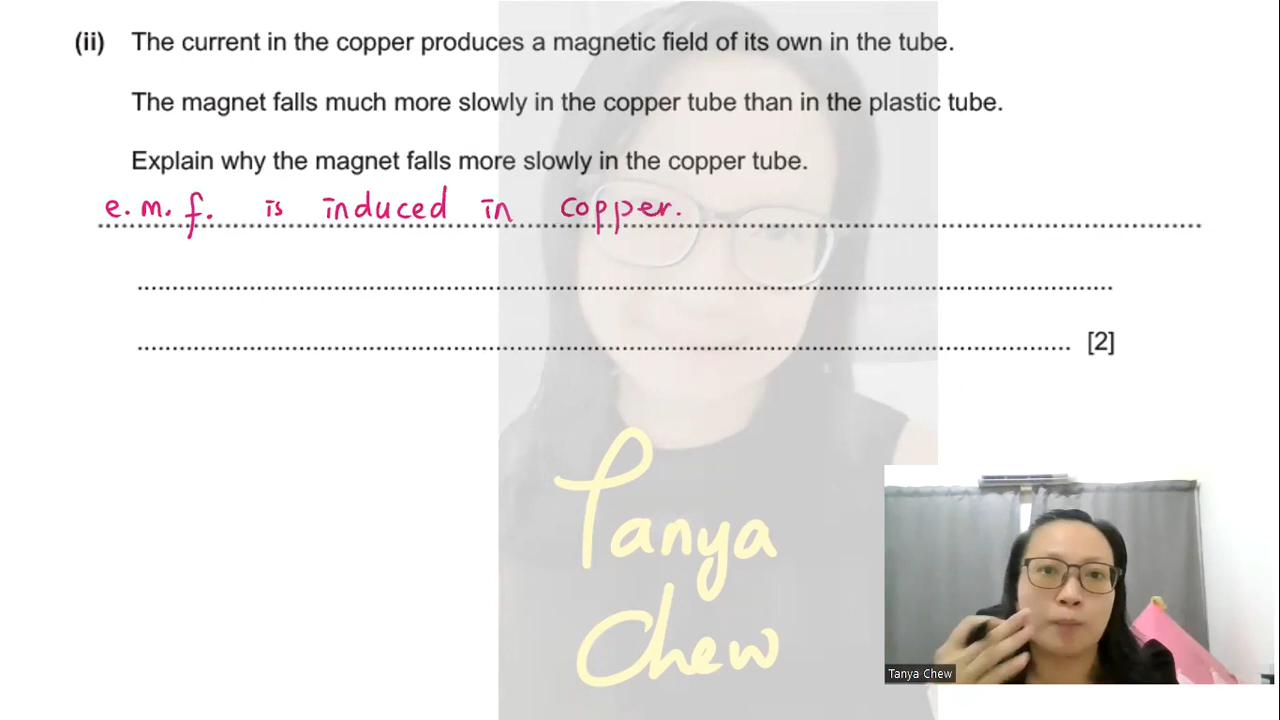 (ii) The current in the copper produces a magnetic field of its own in the tube.
The magnet falls much more slowly in the copper tube than in the plastic tube.
Explain why the magnet falls more slowly in the copper tube.
e.m.f. is induced in copper.
[2]
Tanya
Chew
Tanya Chew